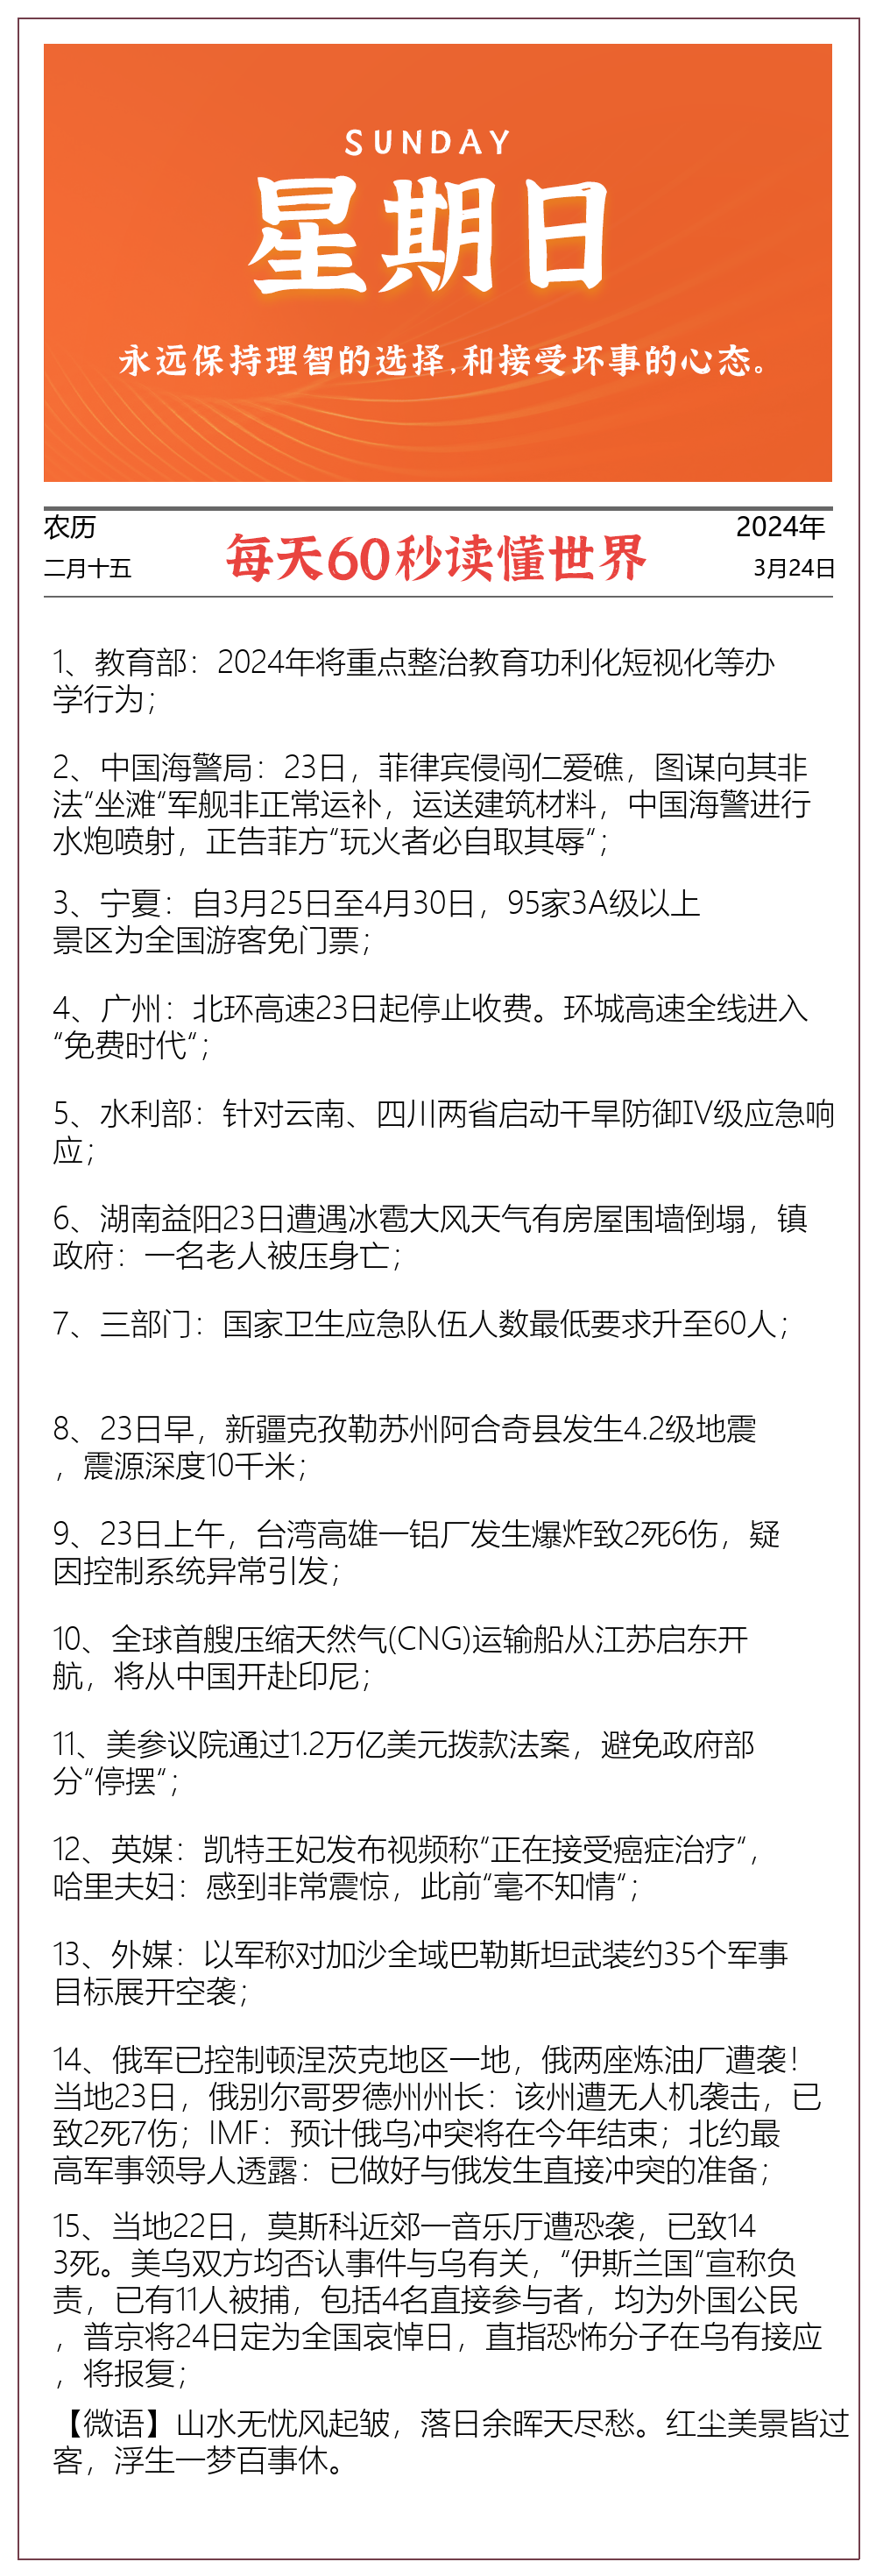 SUNDAY
星期日
永远保持理智的选择,和接受坏事的心态。
农历
二月十五
每天60秒读懂世界
2024年
3月24日
1、教育部：2024年将重点整治教育功利化短视化等办
学行为；
2、中国海警局：23日，菲律宾侵闯仁爱礁，图谋向其非
法“坐滩“军舰非正常运补，运送建筑材料，中国海警进行
水炮喷射，正告菲方“玩火者必自取其辱“；
3、宁夏：自3月25日至4月30日，95家3A级以上
景区为全国游客免门票；
4、广州：北环高速23日起停止收费。环城高速全线进入
“免费时代“；
5、水利部：针对云南、四川两省启动干旱防御IV级应急响
应；
6、湖南益阳23日遭遇冰雹大风天气有房屋围墙倒塌，镇
政府：一名老人被压身亡；
7、三部门：国家卫生应急队伍人数最低要求升至60人；
8、23日早，新疆克孜勒苏州阿合奇县发生4.2级地震
，震源深度10千米；
9、23日上午，台湾高雄一铝厂发生爆炸致2死6伤，疑
因控制系统异常引发；
10、全球首艘压缩天然气(CNG)运输船从江苏启东开
航，将从中国开赴印尼；
11、美参议院通过1.2万亿美元拨款法案，避免政府部
分“停摆“；
12、英媒：凯特王妃发布视频称“正在接受癌症治疗“，
哈里夫妇：感到非常震惊，此前“毫不知情“；
13、外媒：以军称对加沙全域巴勒斯坦武装约35个军事
目标展开空袭；
14、俄军已控制顿涅茨克地区一地，俄两座炼油厂遭袭！
当地23日，俄别尔哥罗德州州长：该州遭无人机袭击，已
致2死7伤；IMF：预计俄乌冲突将在今年结束；北约最
高军事领导人透露：已做好与俄发生直接冲突的准备；
15、当地22日，莫斯科近郊一音乐厅遭恐袭，已致14
3死。美乌双方均否认事件与乌有关，“伊斯兰国“宣称负
责，已有11人被捕，包括4名直接参与者，均为外国公民
，普京将24日定为全国哀悼日，直指恐怖分子在乌有接应
，将报复；
【微语】山水无忧风起皱，落日余晖天尽愁。红尘美景皆过
客，浮生一梦百事休。